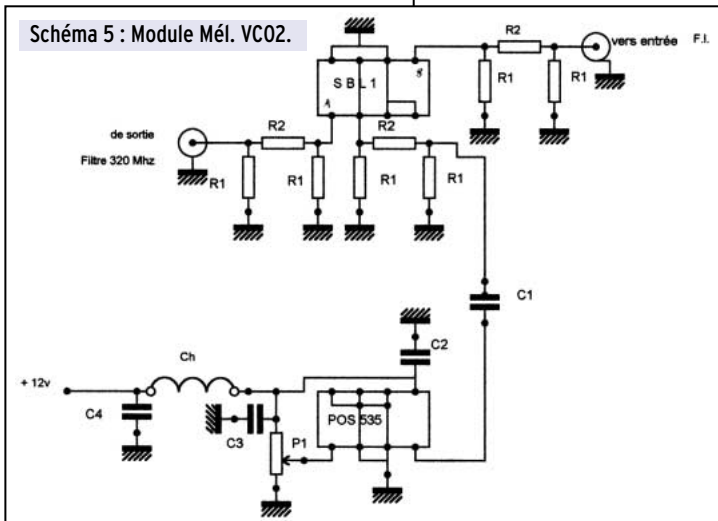 Schéma 5 : Module Mél. VCO2.
R2
vers entrée F.I.
R1
R1
S B L 1
8
A
de sortie
Filtre 320 Mhz
R2
R2
R1
R1
R1
R1
C1
C2
Ch
+ 12v
C4
C3
P1
POS 535